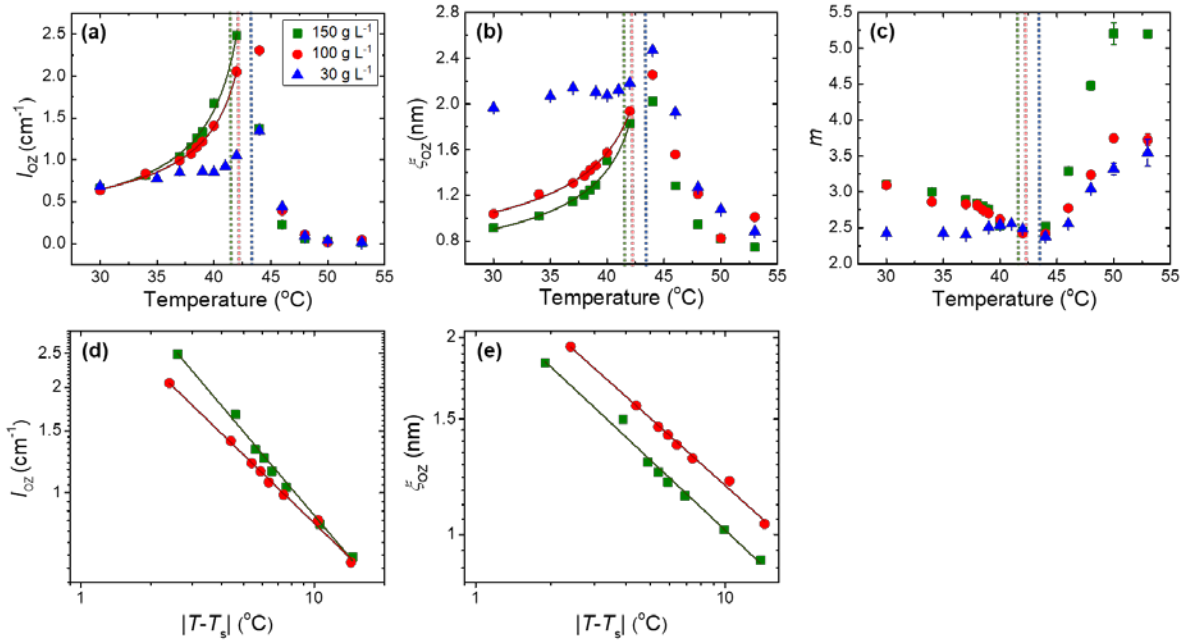 (a)
150 g L⁻¹
100 g L⁻¹
30 g L⁻¹
2.5
2.0
1.5
1.0
0.5
0.0
I_OZ (cm⁻¹)
30 35 40 45 50 55
Temperature (°C)
(b)
2.8
2.4
2.0
1.6
1.2
0.8
ξ_OZ (nm)
30 35 40 45 50 55
Temperature (°C)
(c)
5.5
5.0
4.5
4.0
3.5
3.0
2.5
2.0
m
30 35 40 45 50 55
Temperature (°C)
(d)
2.5
2
1.5
1
I_OZ (cm⁻¹)
1 10
|T-T_s| (°C)
(e)
2
1.5
1
ξ_OZ (nm)
1 10
|T-T_s| (°C)